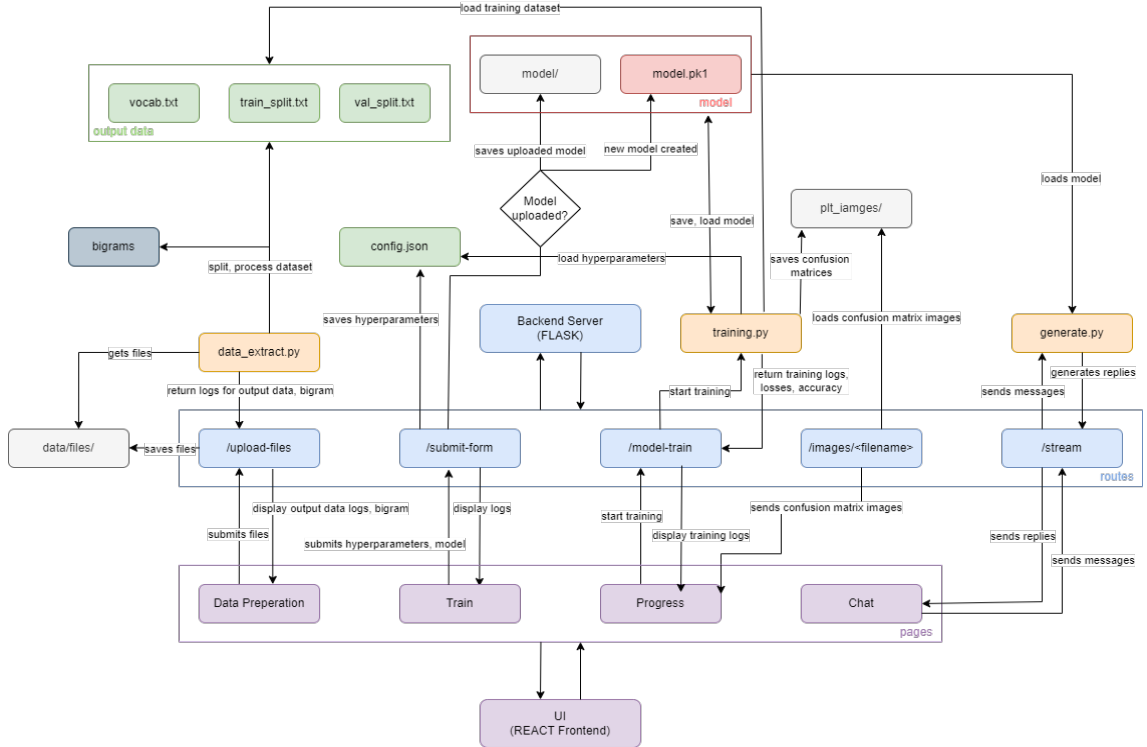 load training dataset
model/
model.pk1
model
vocab.txt
train_split.txt
val_split.txt
output data
saves uploaded model
new model created
loads model
Model
uploaded?
plt_iamges/
save, load model
bigrams
config.json
split, process dataset
load hyperparameters
saves confusion
matrices
saves hyperparameters
Backend Server
(FLASK)
training.py
loads confusion matrix images
generate.py
gets files
data_extract.py
return training logs,
losses, accuracy
generates replies
return logs for output data, bigram
start training
sends messages
data/files/
saves files
/upload-files
/submit-form
/model-train
/images/<filename>
/stream
routes
display output data logs, bigram
display logs
sends confusion matrix images
start training
submits files
submits hyperparameters, model
display training logs
sends replies
sends messages
Data Preperation
Train
Progress
Chat
pages
UI
(REACT Frontend)